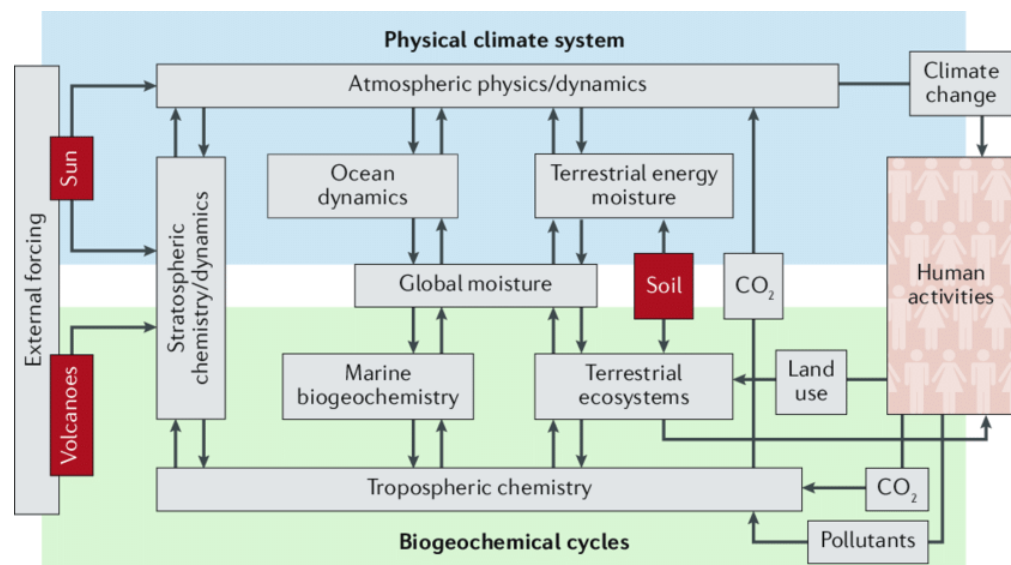 Physical climate system
Atmospheric physics/dynamics
Climate
change
External forcing
Sun
Volcanoes
Stratospheric
chemistry/dynamics
Ocean
dynamics
Terrestrial energy
moisture
Global moisture
Soil
CO₂
Human
activities
Marine
biogeochemistry
Terrestrial
ecosystems
Land
use
Tropospheric chemistry
CO₂
Pollutants
Biogeochemical cycles